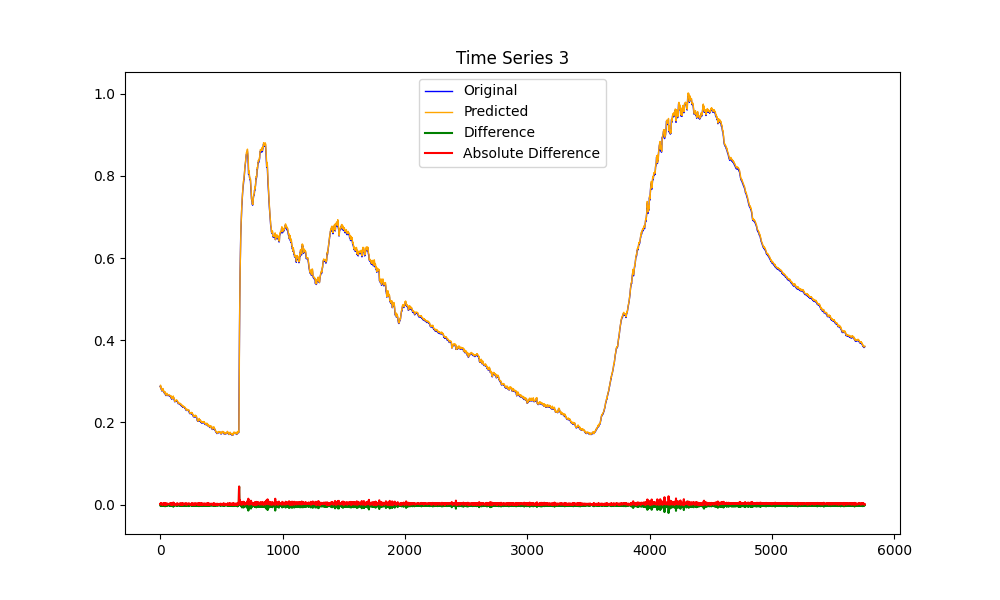 Time Series 3
Original
Predicted
Difference
Absolute Difference
1.0
0.8
0.6
0.4
0.2
0.0
0 1000 2000 3000 4000 5000 6000